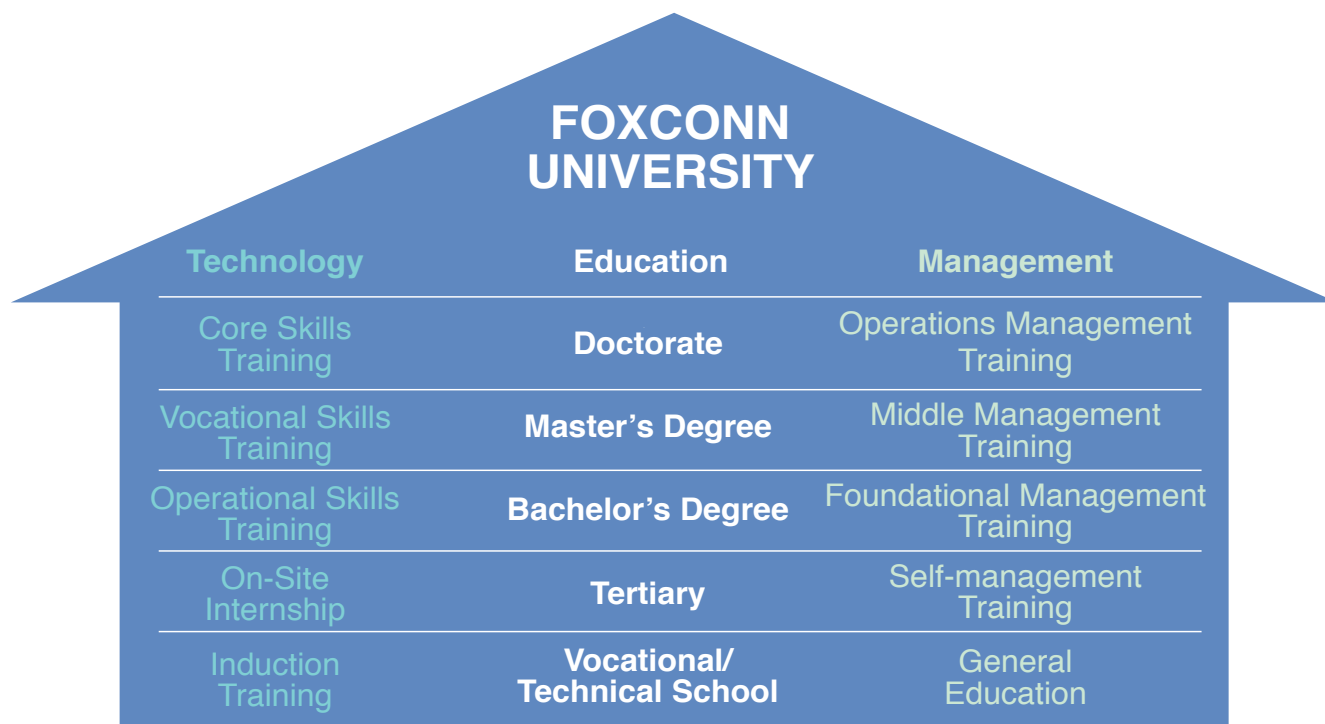 FOXCONN
UNIVERSITY
Technology Education Management
Core Skills
Training
Doctorate
Operations Management
Training
Vocational Skills
Training
Master's Degree
Middle Management
Training
Operational Skills
Training
Bachelor's Degree
Foundational Management
Training
On-Site
Internship
Tertiary
Self-management
Training
Induction
Training
Vocational/
Technical School
General
Education